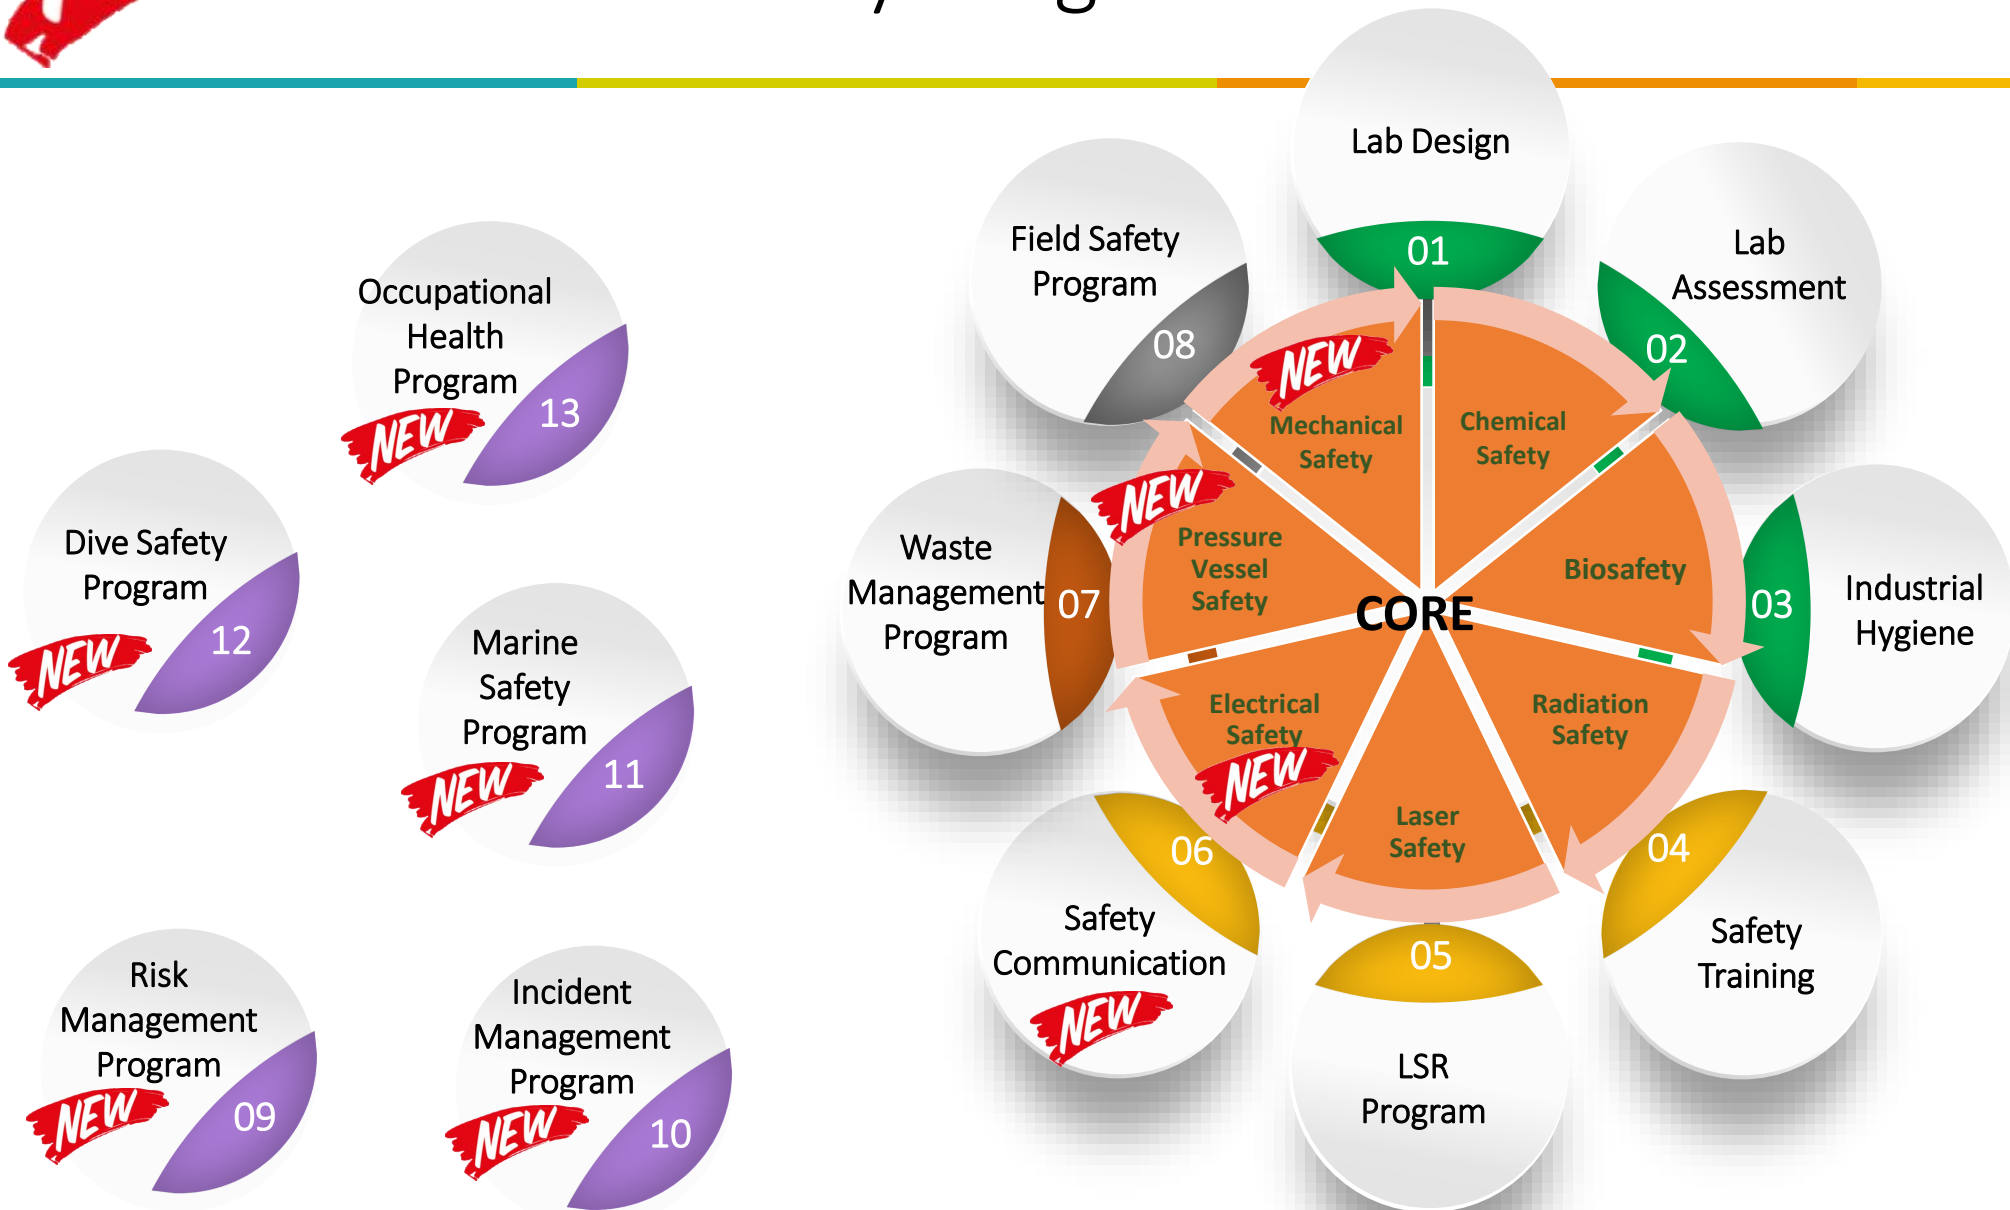 Lab Design
01
Lab
Assessment
02
Industrial
Hygiene
03
Safety
Training
04
LSR
Program
05
Safety
Communication
NEW
06
Waste
Management
Program
07
Field Safety
Program
08
Mechanical
Safety
NEW
Chemical
Safety
Biosafety
Radiation
Safety
Laser
Safety
Electrical
Safety
NEW
Pressure
Vessel
Safety
NEW
CORE
Occupational
Health
Program
NEW
13
Dive Safety
Program
NEW
12
Marine
Safety
Program
NEW
11
Risk
Management
Program
NEW
09
Incident
Management
Program
NEW
10